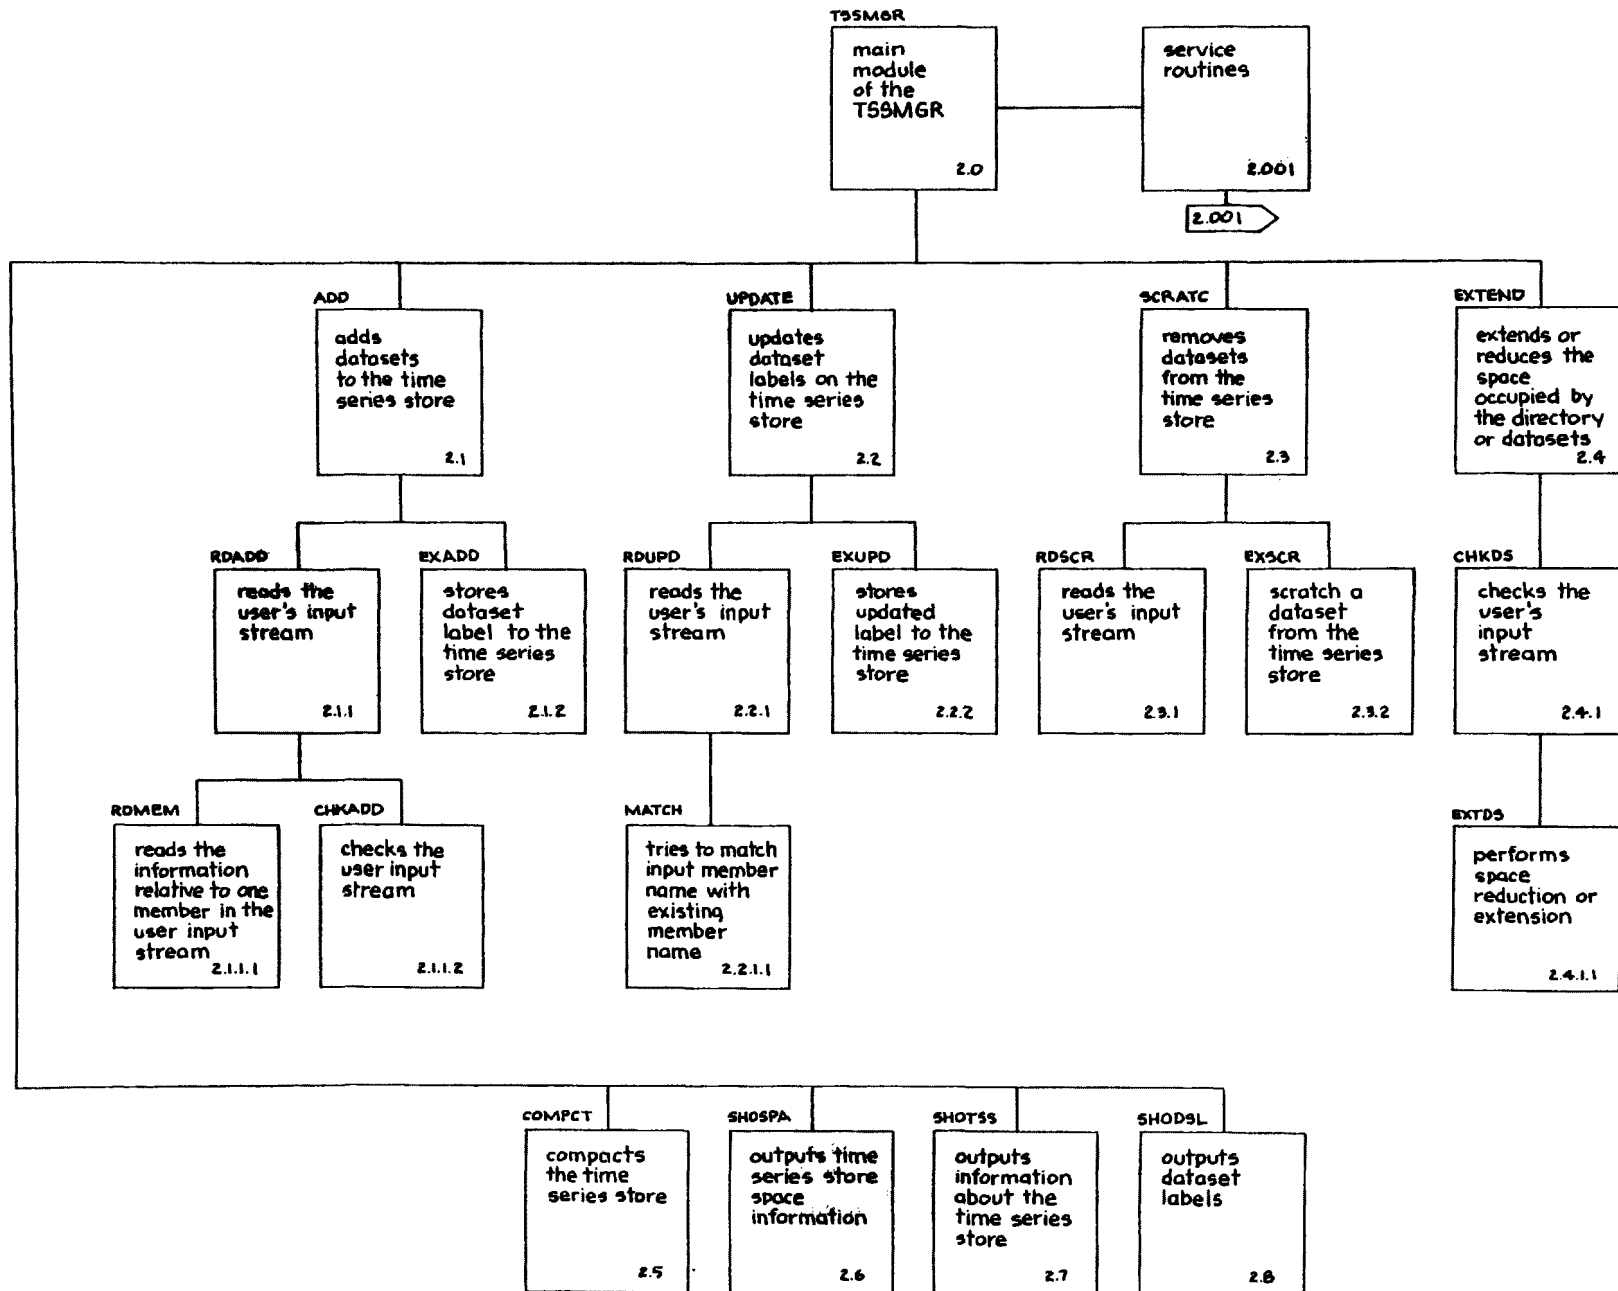 TSSMGR
main
module
of the
TSSMGR
2.0
service
routines
2.001
2.001
ADD
adds
datasets
to the time
series store
2.1
UPDATE
updates
dataset
labels on the
time series
store
2.2
SCRATC
removes
datasets
from the
time series
store
2.3
EXTEND
extends or
reduces the
space
occupied by
the directory
or datasets
2.4
RDADD
reads the
user's input
stream
2.1.1
EXADD
stores
dataset
label to the
time series
store
2.1.2
RDUPD
reads the
user's input
stream
2.2.1
EXUPD
stores
updated
label to the
time series
store
2.2.2
RDSCR
reads the
user's input
stream
2.3.1
EXSCR
scratch a
dataset
from the
time series
store
2.3.2
CHKDS
checks the
user's
input
stream
2.4.1
RDMEM
reads the
information
relative to one
member in the
user input
stream
2.1.1.1
CHKADD
checks the
user input
stream
2.1.1.2
MATCH
tries to match
input member
name with
existing
member
name
2.2.1.1
EXTDS
performs
space
reduction or
extension
2.4.1.1
COMPCT
compacts
the time
series store
2.5
SHOSPA
outputs time
series store
space
information
2.6
SHOTSS
outputs
information
about the
time series
store
2.7
SHODSL
outputs
dataset
labels
2.8